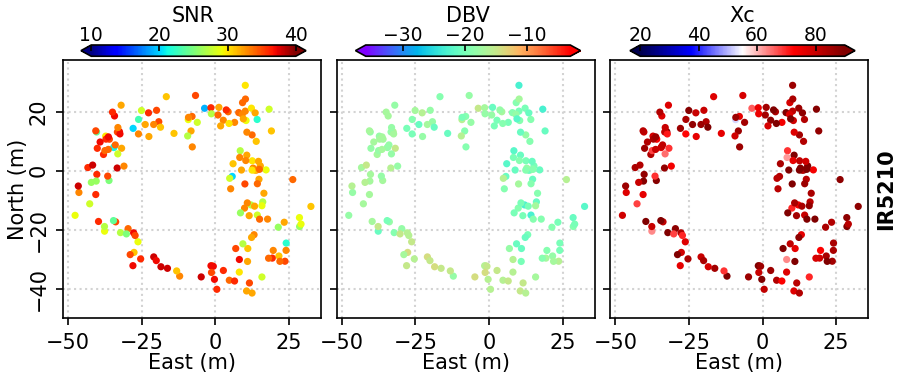 SNR DBV Xc
10 20 30 40 −30 −20 −10 20 40 60 80
North (m)
20
0
−20
−40
IR5210
−50 −25 0 25 −50 −25 0 25 −50 −25 0 25
East (m) East (m) East (m)